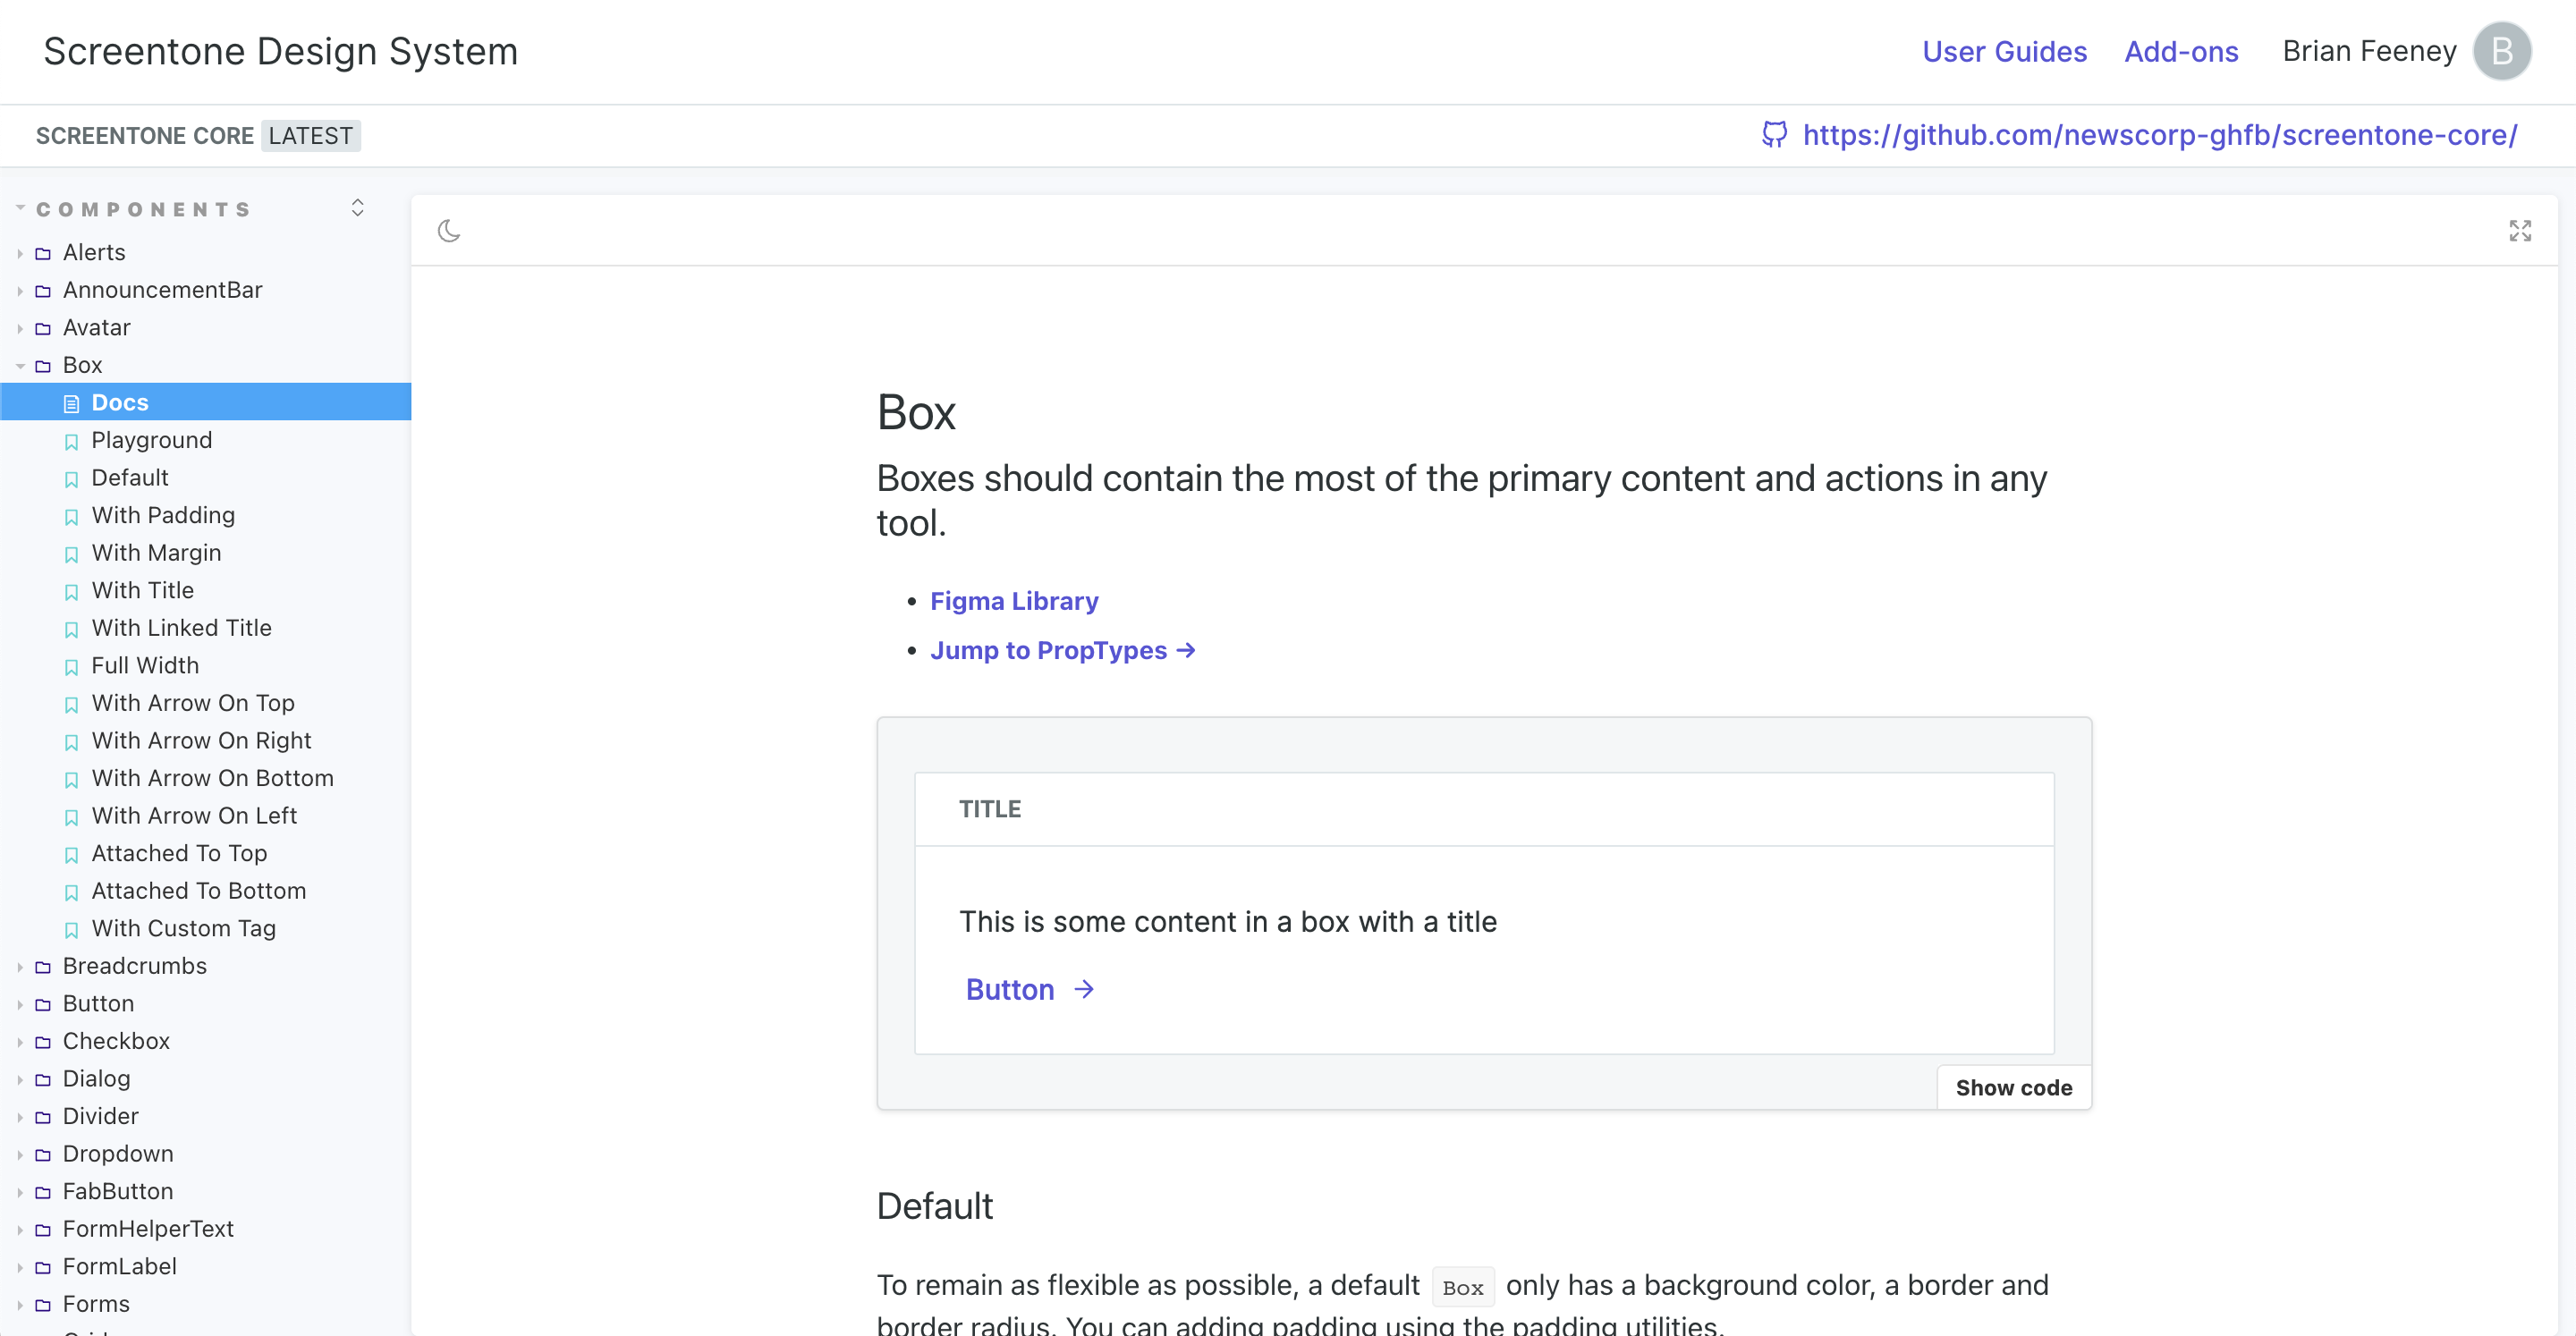 Screentone Design System
User Guides
Add-ons
Brian Feeney
B
SCREENTONE CORE LATEST
https://github.com/newscorp-ghfb/screentone-core/
COMPONENTS
Alerts
AnnouncementBar
Avatar
Box
Docs
Playground
Default
With Padding
With Margin
With Title
With Linked Title
Full Width
With Arrow On Top
With Arrow On Right
With Arrow On Bottom
With Arrow On Left
Attached To Top
Attached To Bottom
With Custom Tag
Breadcrumbs
Button
Checkbox
Dialog
Divider
Dropdown
FabButton
FormHelperText
FormLabel
Forms
Box
Boxes should contain the most of the primary content and actions in any
tool.
• Figma Library
• Jump to PropTypes →
TITLE
This is some content in a box with a title
Button →
Show code
Default
To remain as flexible as possible, a default Box only has a background color, a border and
border radius. You can adding padding using the padding utilities.